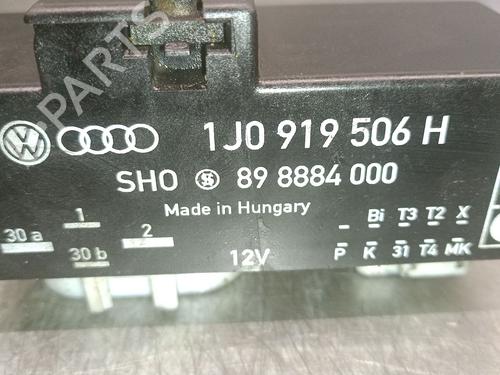 B-PARTS
1J0 919 506 H
SHO 89 8884 000
Made in Hungary
1 - Bi T3 T2 X
30 a 2
30 b 12V P K 31 T4 MK